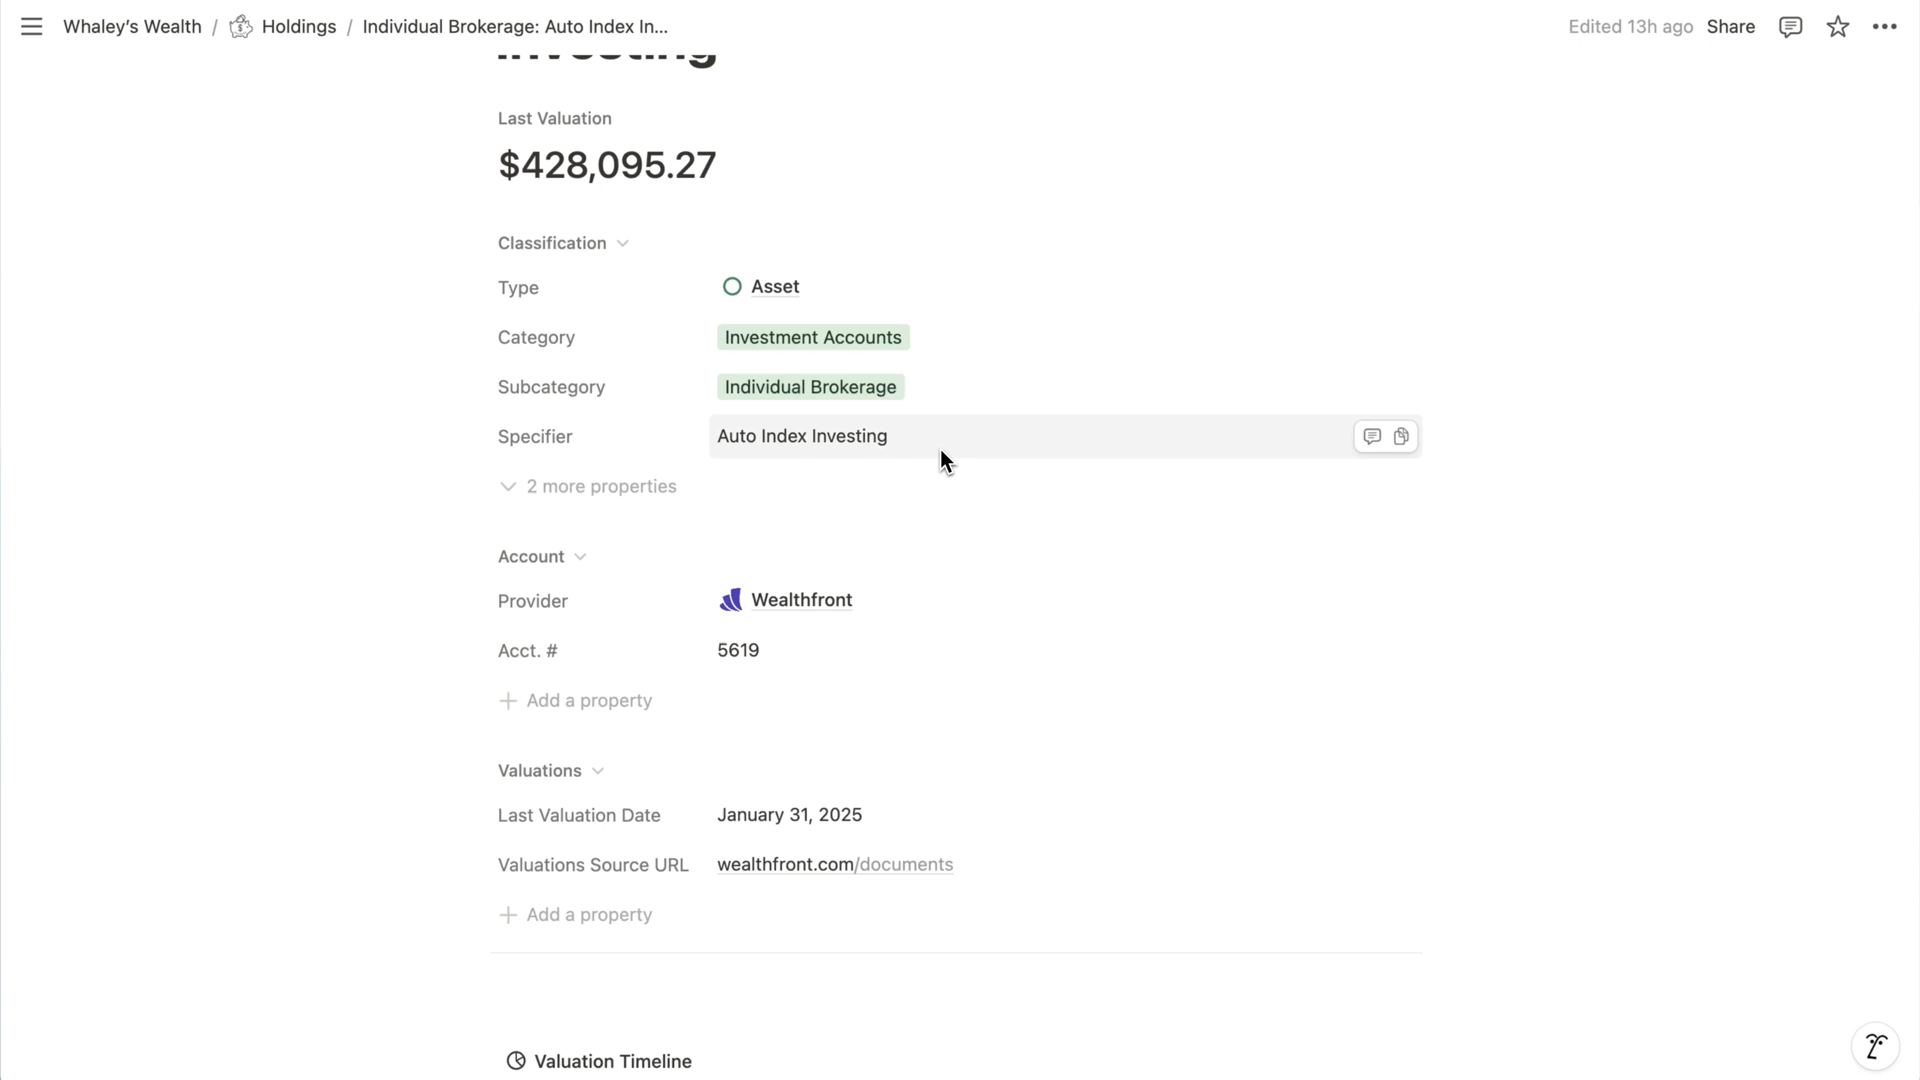 Whaley’s Wealth / Holdings / Individual Brokerage: Auto Index In...
Edited 13h ago Share
Investing
Last Valuation
$428,095.27
Classification
Type Asset
Category Investment Accounts
Subcategory Individual Brokerage
Specifier Auto Index Investing
2 more properties
Account
Provider Wealthfront
Acct. # 5619
Add a property
Valuations
Last Valuation Date January 31, 2025
Valuations Source URL wealthfront.com/documents
Add a property
Valuation Timeline